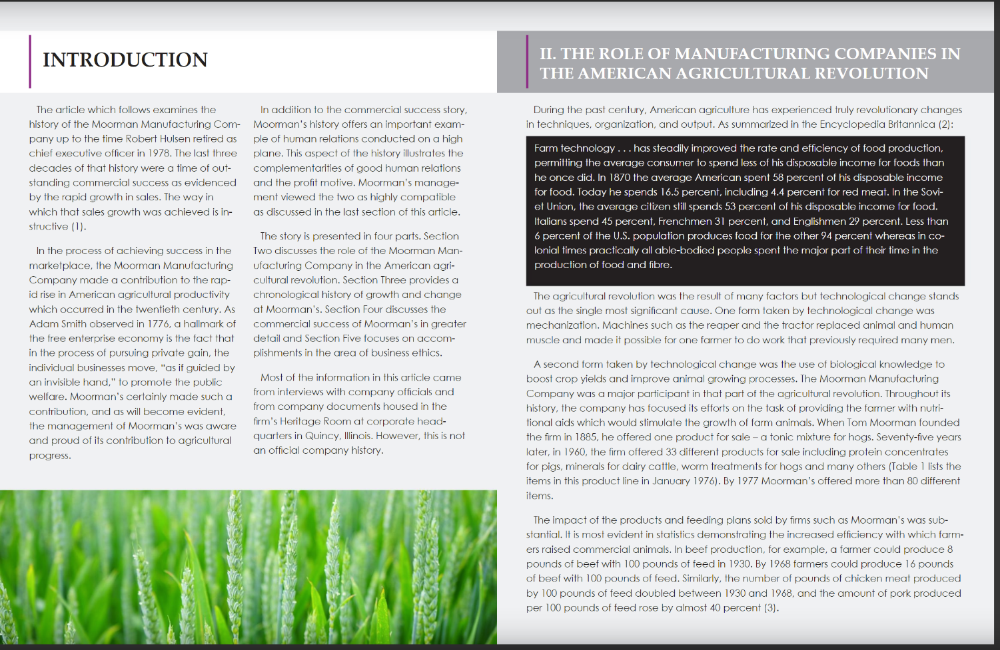 INTRODUCTION
The article which follows examines the
history of the Moorman Manufacturing Com-
pany up to the time Robert Hulsen retired as
chief executive officer in 1978. The last three
decades of that history were a time of out-
standing commercial success as evidenced
by the rapid growth in sales. The way in
which that sales growth was achieved is in-
structive (1).
In the process of achieving success in the
marketplace, the Moorman Manufacturing
Company made a contribution to the rap-
id rise in American agricultural productivity
which occurred in the twentieth century. As
Adam Smith observed in 1776, a hallmark of
the free enterprise economy is the fact that
in the process of pursuing private gain, the
individual businesses move, “as if guided by
an invisible hand,” to promote the public
welfare. Moorman’s certainly made such a
contribution, and as will become evident,
the management of Moorman’s was aware
and proud of its contribution to agricultural
progress.
In addition to the commercial success story,
Moorman’s history offers an important exam-
ple of human relations conducted on a high
plane. This aspect of the history illustrates the
complementarities of good human relations
and the profit motive. Moorman’s manage-
ment viewed the two as highly compatible
as discussed in the last section of this article.
The story is presented in four parts. Section
Two discusses the role of the Moorman Man-
ufacturing Company in the American agri-
cultural revolution. Section Three provides a
chronological history of growth and change
at Moorman’s. Section Four discusses the
commercial success of Moorman’s in greater
detail and Section Five focuses on accom-
plishments in the area of business ethics.
Most of the information in this article came
from interviews with company officials and
from company documents housed in the
firm’s Heritage Room at corporate head-
quarters in Quincy, Illinois. However, this is not
an official company history.
II. THE ROLE OF MANUFACTURING COMPANIES IN
THE AMERICAN AGRICULTURAL REVOLUTION
During the past century, American agriculture has experienced truly revolutionary changes
in techniques, organization, and output. As summarized in the Encyclopedia Britannica (2):
Farm technology . . . has steadily improved the rate and efficiency of food production,
permitting the average consumer to spend less of his disposable income for foods than
he once did. In 1870 the average American spent 58 percent of his disposable income
for food. Today he spends 16.5 percent, including 4.4 percent for red meat. In the Sovi-
et Union, the average citizen still spends 53 percent of his disposable income for food.
Italians spend 45 percent, Frenchmen 31 percent, and Englishmen 29 percent. Less than
6 percent of the U.S. population produces food for the other 94 percent whereas in co-
lonial times practically all able-bodied people spent the major part of their time in the
production of food and fibre.
The agricultural revolution was the result of many factors but technological change stands
out as the single most significant cause. One form taken by technological change was
mechanization. Machines such as the reaper and the tractor replaced animal and human
muscle and made it possible for one farmer to do work that previously required many men.
A second form taken by technological change was the use of biological knowledge to
boost crop yields and improve animal growing processes. The Moorman Manufacturing
Company was a major participant in that part of the agricultural revolution. Throughout its
history, the company has focused its efforts on the task of providing the farmer with nutri-
tional aids which would stimulate the growth of farm animals. When Tom Moorman founded
the firm in 1885, he offered one product for sale – a tonic mixture for hogs. Seventy-five years
later, in 1960, the firm offered 33 different products for sale including protein concentrates
for pigs, minerals for dairy cattle, worm treatments for hogs and many others (Table 1 lists the
items in this product line in January 1976). By 1977 Moorman’s offered more than 80 different
items.
The impact of the products and feeding plans sold by firms such as Moorman’s was sub-
stantial. It is most evident in statistics demonstrating the increased efficiency with which farm-
ers raised commercial animals. In beef production, for example, a farmer could produce 8
pounds of beef with 100 pounds of feed in 1930. By 1968 farmers could produce 16 pounds
of beef with 100 pounds of feed. Similarly, the number of pounds of chicken meat produced
by 100 pounds of feed doubled between 1930 and 1968, and the amount of pork produced
per 100 pounds of feed rose by almost 40 percent (3).